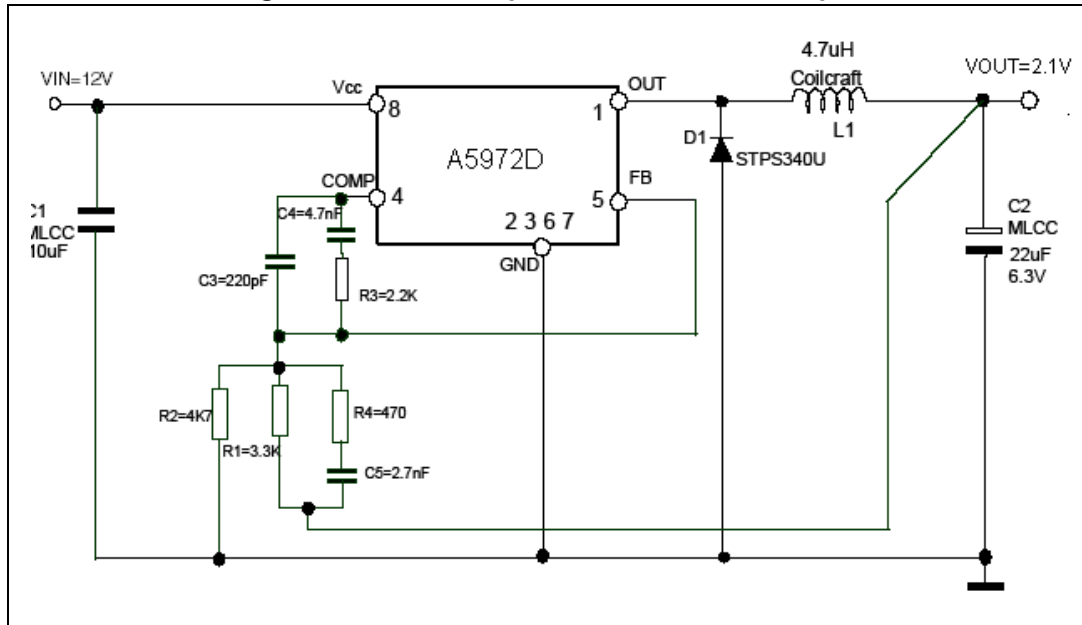 VIN=12V
Vcc
8
A5972D
OUT
1
4.7uH
Coilcraft
L1
VOUT=2.1V
D1
STPS340U
COMP
4
FB
5
2 3 6 7
GND
C4=4.7nF
C3=220pF
R3=2.2K
MLCC
10uF
C2
MLCC
22uF
6.3V
R2=4K7
R1=3.3K
R4=470
C5=2.7nF